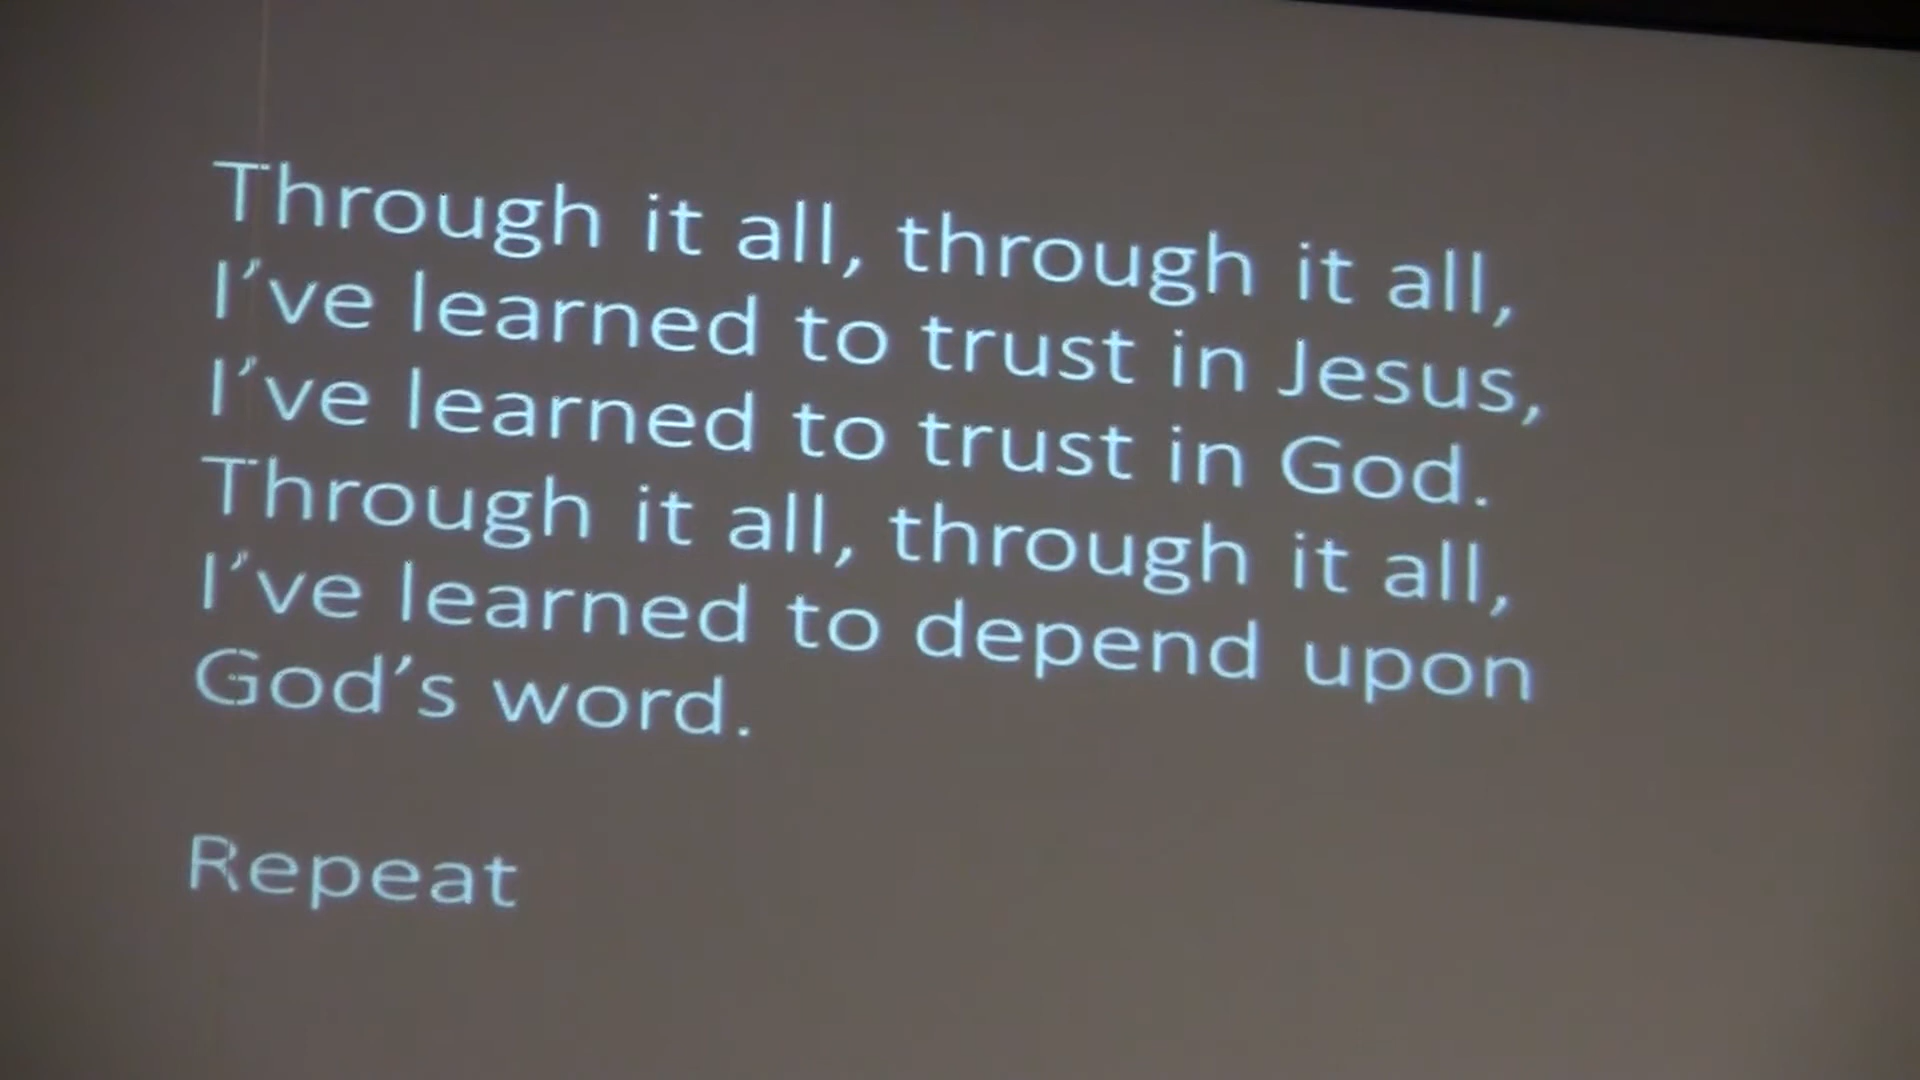 Through it all, through it all,
I've learned to trust in Jesus,
I've learned to trust in God.
Through it all, through it all,
I've learned to depend upon
God's word.
Repeat